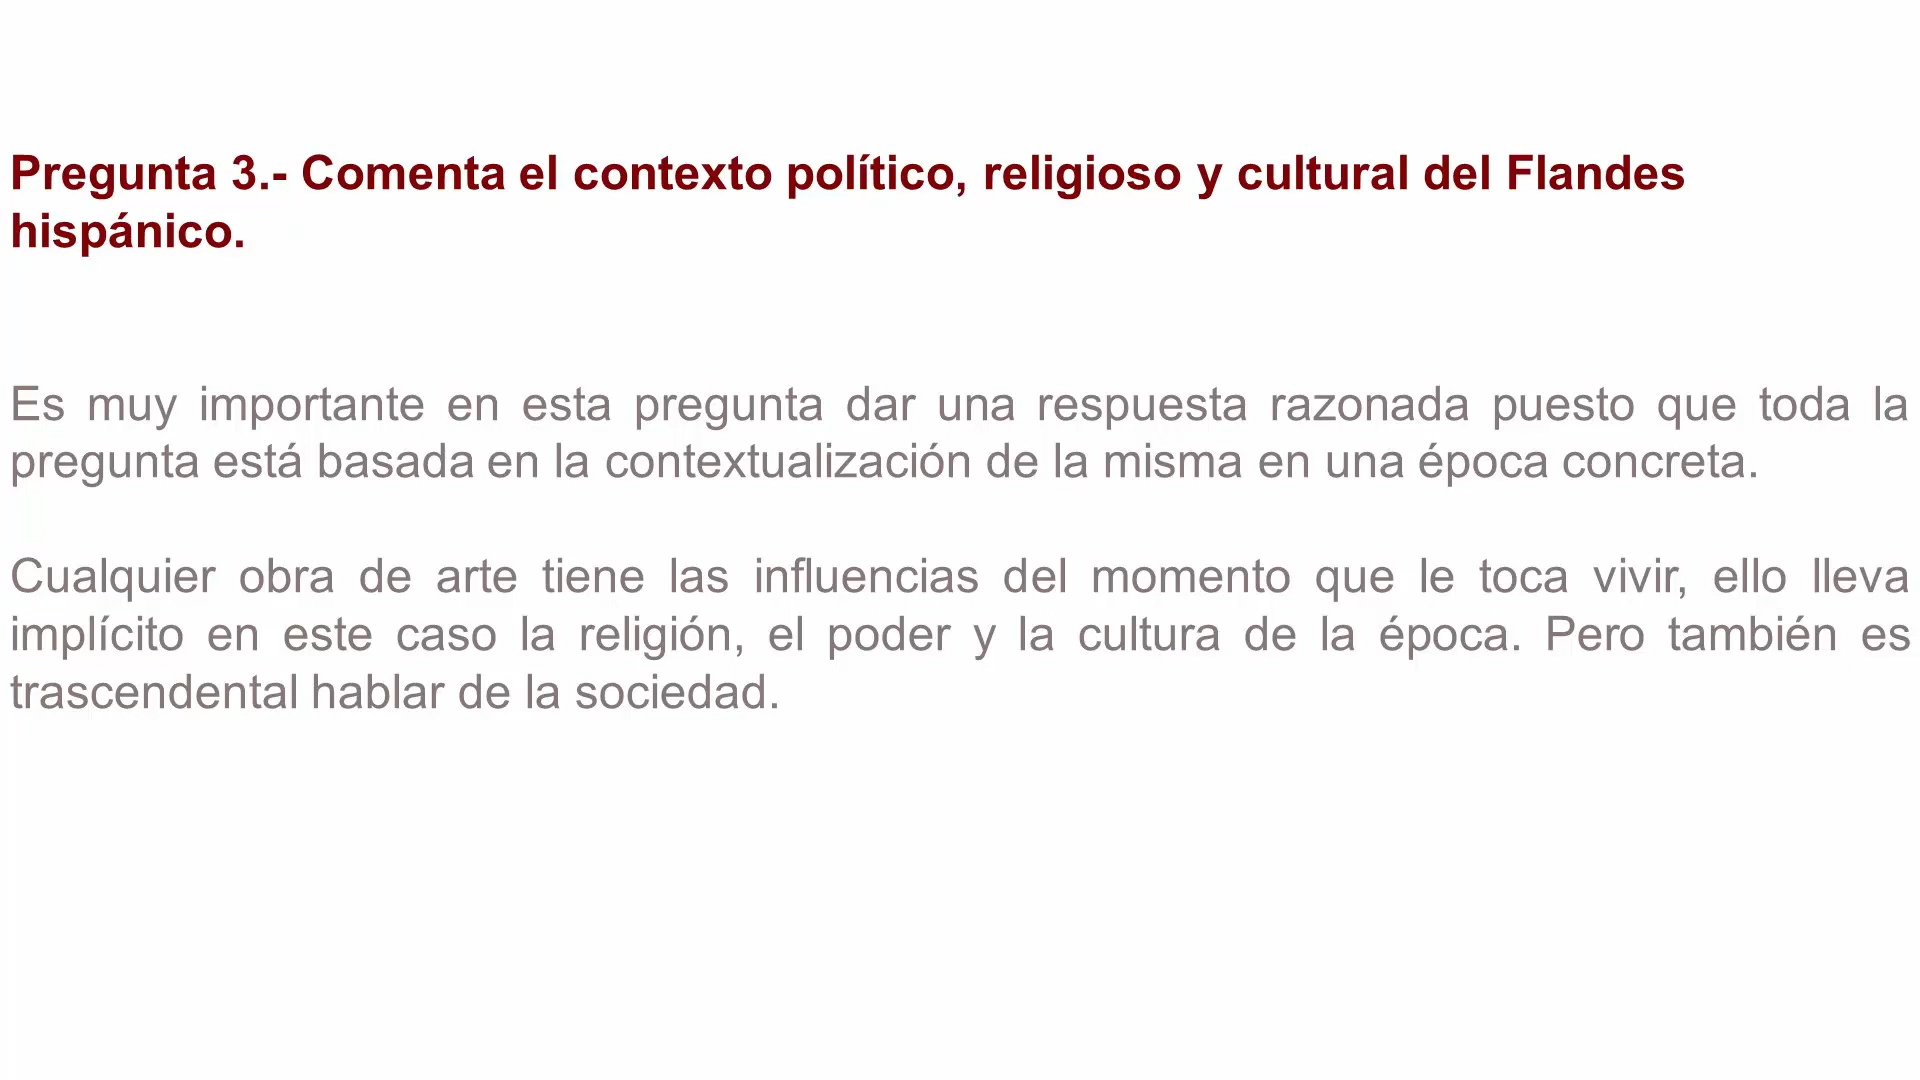 Pregunta 3.- Comenta el contexto político, religioso y cultural del Flandes
hispánico.
Es muy importante en esta pregunta dar una respuesta razonada puesto que toda la
pregunta está basada en la contextualización de la misma en una época concreta.
Cualquier obra de arte tiene las influencias del momento que le toca vivir, ello lleva
implícito en este caso la religión, el poder y la cultura de la época. Pero también es
trascendental hablar de la sociedad.